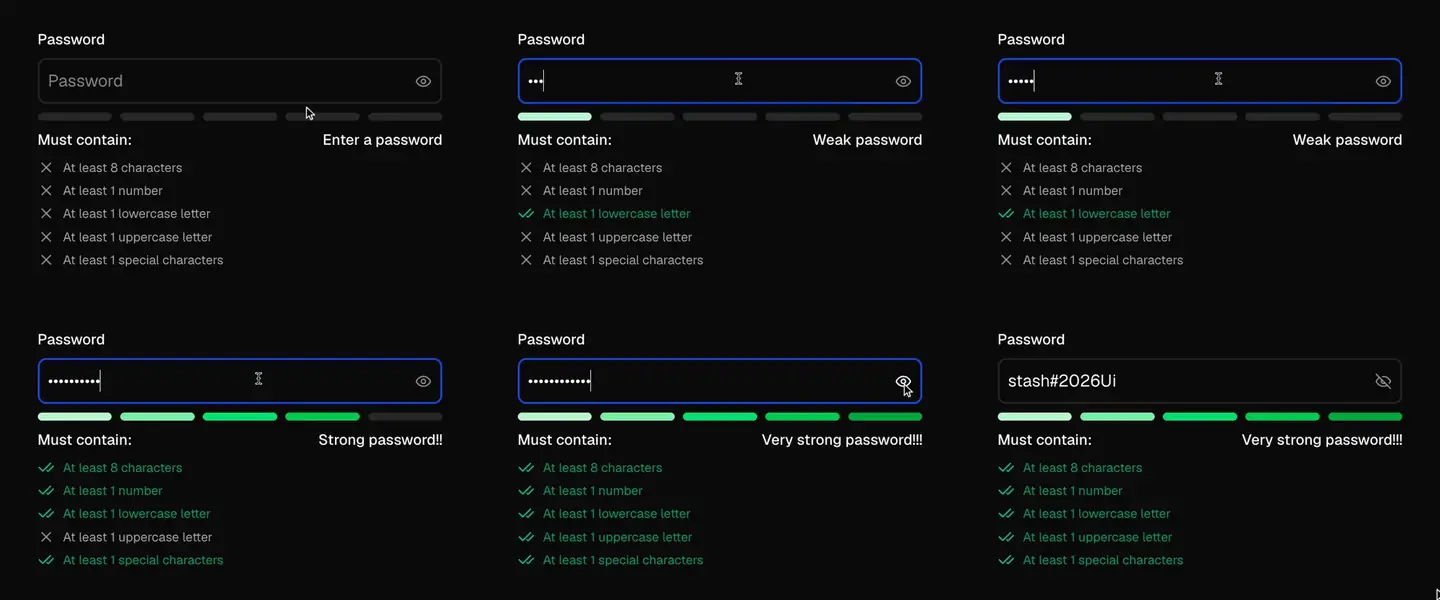 Password
Password
Must contain:
Enter a password
At least 8 characters
At least 1 number
At least 1 lowercase letter
At least 1 uppercase letter
At least 1 special characters
Password
•••
Must contain:
Weak password
At least 8 characters
At least 1 number
At least 1 lowercase letter
At least 1 uppercase letter
At least 1 special characters
Password
•••••
Must contain:
Weak password
At least 8 characters
At least 1 number
At least 1 lowercase letter
At least 1 uppercase letter
At least 1 special characters
Password
••••••••••
Must contain:
Strong password!!
At least 8 characters
At least 1 number
At least 1 lowercase letter
At least 1 uppercase letter
At least 1 special characters
Password
••••••••••••
Must contain:
Very strong password!!!
At least 8 characters
At least 1 number
At least 1 lowercase letter
At least 1 uppercase letter
At least 1 special characters
Password
stash#2026Ui
Must contain:
Very strong password!!!
At least 8 characters
At least 1 number
At least 1 lowercase letter
At least 1 uppercase letter
At least 1 special characters